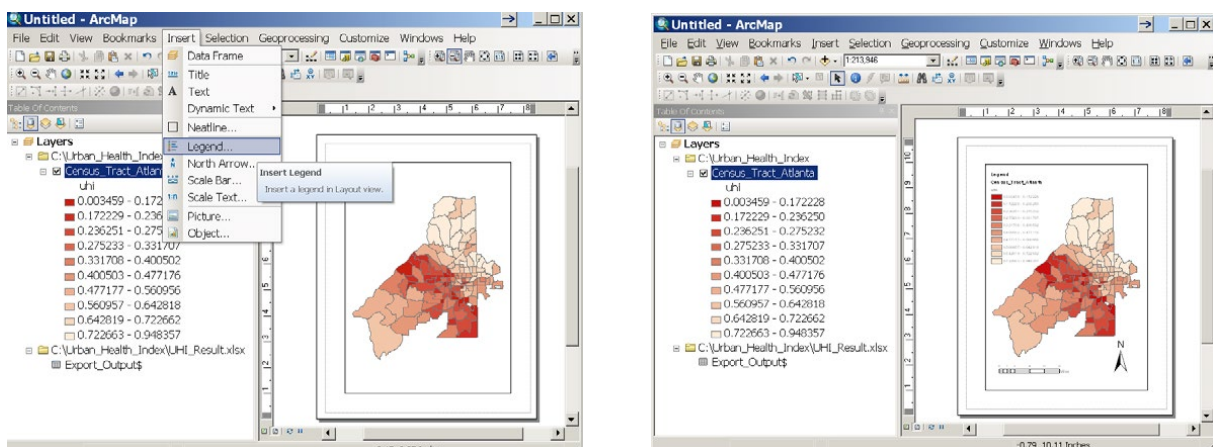 Untitled - ArcMap
File Edit View Bookmarks Insert Selection Geoprocessing Customize Windows Help
Data Frame
Title
Text
Dynamic Text
Neatline...
Legend...
North Arrow...
Scale Bar...
Scale Text...
Picture...
Object...
Insert Legend
Insert a legend in Layout view.
Table Of Contents
Layers
C:\Urban_Health_Index
Census_Tract_Atlan
uhi
0.003459 - 0.172
0.172229 - 0.236
0.236251 - 0.275
0.275233 - 0.331707
0.331708 - 0.400502
0.400503 - 0.477176
0.477177 - 0.560956
0.560957 - 0.642818
0.642819 - 0.722662
0.722663 - 0.948357
C:\Urban_Health_Index\UHI_Result.xlsx
Export_Output$
Untitled - ArcMap
File Edit View Bookmarks Insert Selection Geoprocessing Customize Windows Help
1:213,946
Table Of Contents
Layers
C:\Urban_Health_Index
Census_Tract_Atlanta
uhi
0.003459 - 0.172228
0.172229 - 0.236250
0.236251 - 0.275232
0.275233 - 0.331707
0.331708 - 0.400502
0.400503 - 0.477176
0.477177 - 0.560956
0.560957 - 0.642818
0.642819 - 0.722662
0.722663 - 0.948357
C:\Urban_Health_Index\UHI_Result.xlsx
Export_Output$
Legend
Census_Tract_Atlanta
N
-0.79 10.11 Inches